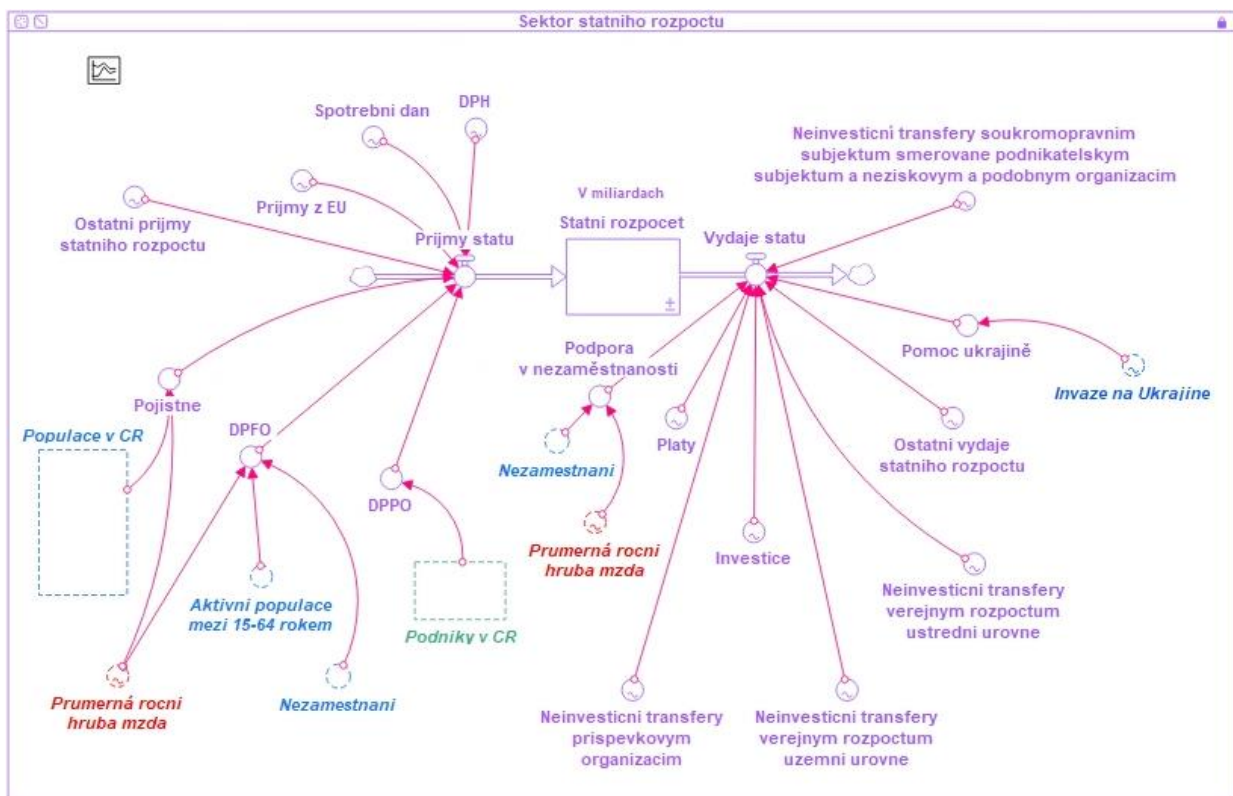 Sektor statniho rozpoctu
Spotrebni dan
DPH
Neinvesticni transfery soukromopravnim
subjektum smerovane podnikatelskym
subjektum a neziskovym a podobnym organizacim
Prijmy z EU
V miliardach
Ostatni prijmy
statniho rozpoctu
Prijmy statu
Statni rozpocet
Vydaje statu
Podpora
v nezaměstnanosti
Pomoc ukrajině
Invaze na Ukrajine
Pojistne
Populace v CR
DPFO
Nezamestnani
Platy
Ostatni vydaje
statniho rozpoctu
DPPO
Prumerná rocni
hruba mzda
Investice
Aktivni populace
mezi 15-64 rokem
Podniky v CR
Neinvesticni transfery
verejnym rozpoctum
ustredni urovne
Prumerná rocni
hruba mzda
Nezamestnani
Neinvesticni transfery
prispevkovym
organizacim
Neinvesticni transfery
verejnym rozpoctum
uzemni urovne